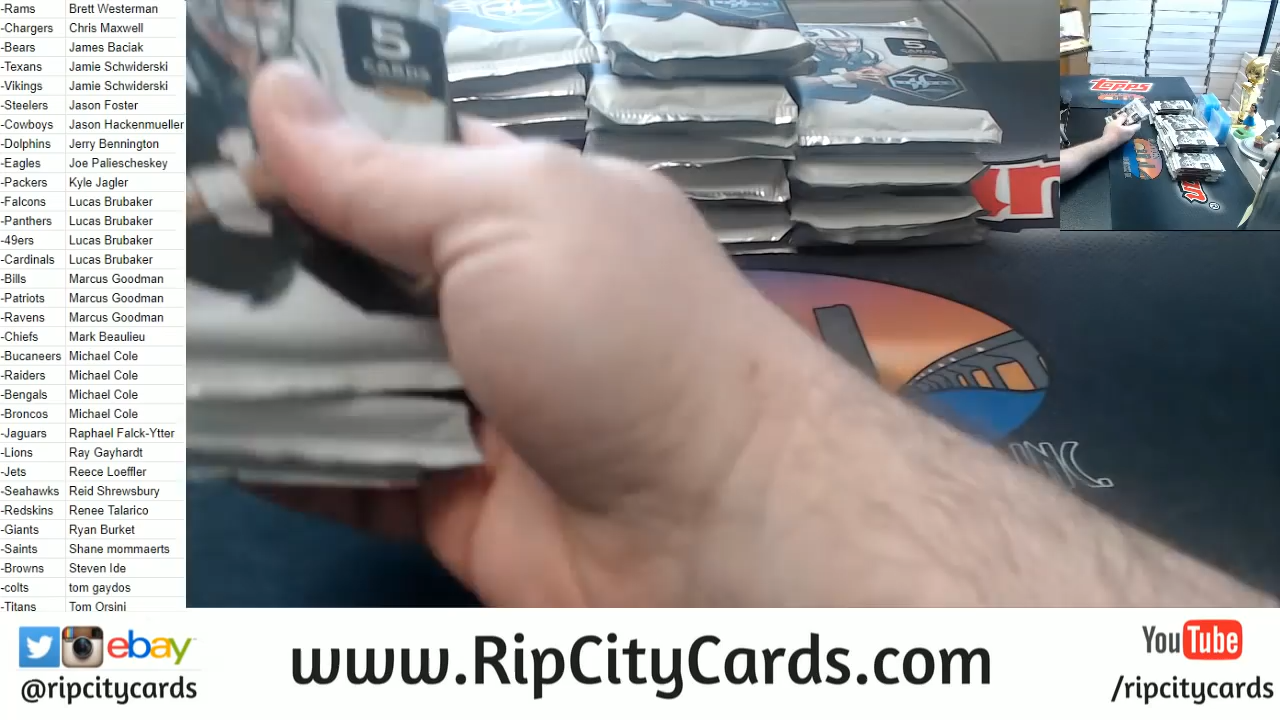 -Rams Brett Westerman
-Chargers Chris Maxwell
-Bears James Baciak
-Texans Jamie Schwiderski
-Vikings Jamie Schwiderski
-Steelers Jason Foster
-Cowboys Jason Hackenmueller
-Dolphins Jerry Bennington
-Eagles Joe Paliescheskey
-Packers Kyle Jagler
-Falcons Lucas Brubaker
-Panthers Lucas Brubaker
-49ers Lucas Brubaker
-Cardinals Lucas Brubaker
-Bills Marcus Goodman
-Patriots Marcus Goodman
-Ravens Marcus Goodman
-Chiefs Mark Beaulieu
-Bucaneers Michael Cole
-Raiders Michael Cole
-Bengals Michael Cole
-Broncos Michael Cole
-Jaguars Raphael Falck-Ytter
-Lions Ray Gayhardt
-Jets Reece Loeffler
-Seahawks Reid Shrewsbury
-Redskins Renee Talarico
-Giants Ryan Burket
-Saints Shane mommaerts
-Browns Steven Ide
-colts tom gaydos
-Titans Tom Orsini
5
CARDS
5
CARDS
Topps
®
ebay
@ripcitycards
www.RipCityCards.com
YouTube
/ripcitycards